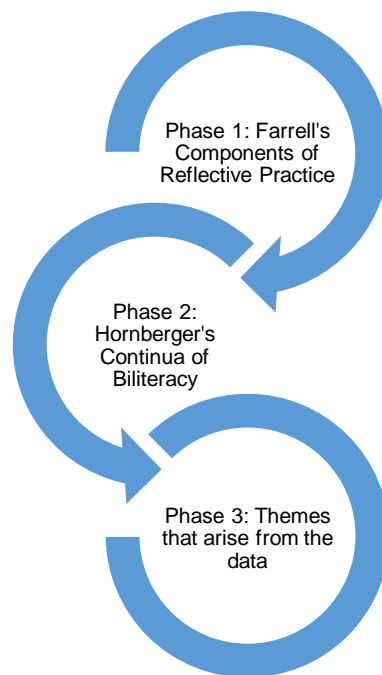 Phase 1: Farrell's
Components of
Reflective Practice
Phase 2:
Hornberger's
Continua of
Biliteracy
Phase 3: Themes
that arise from the
data